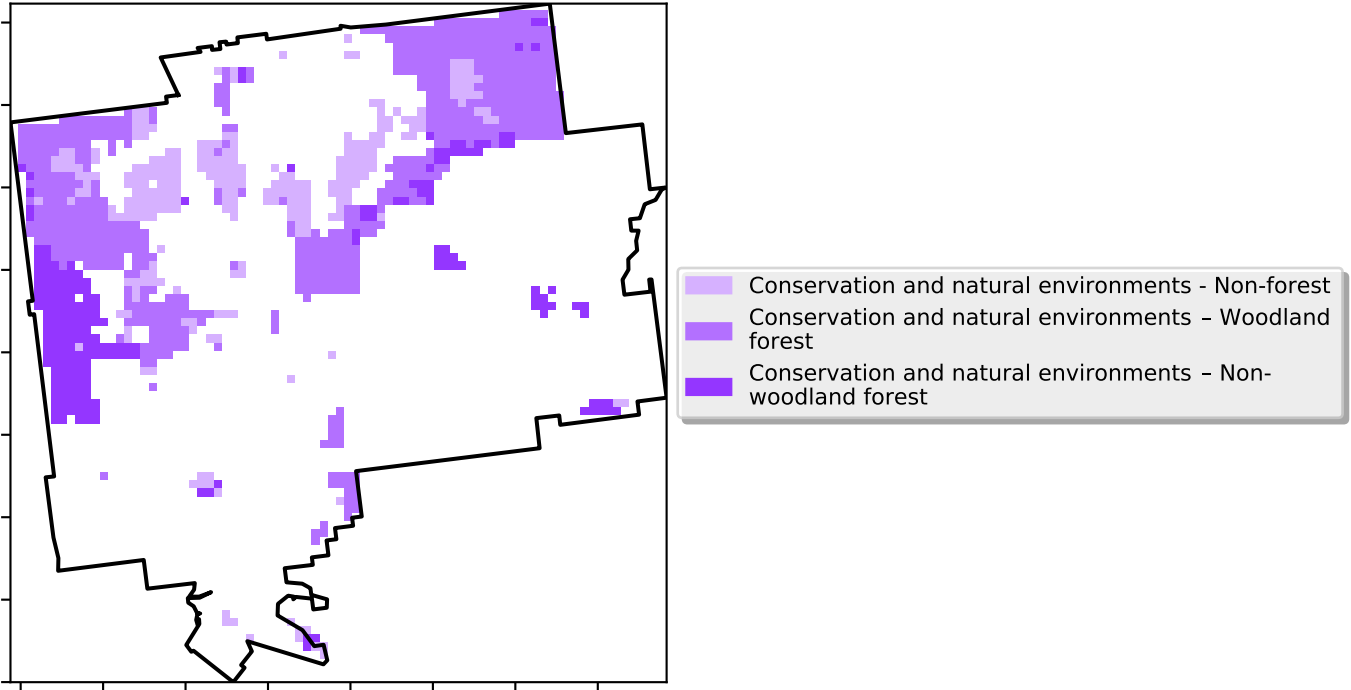 Conservation and natural environments - Non-forest
Conservation and natural environments – Woodland
forest
Conservation and natural environments – Non-
woodland forest